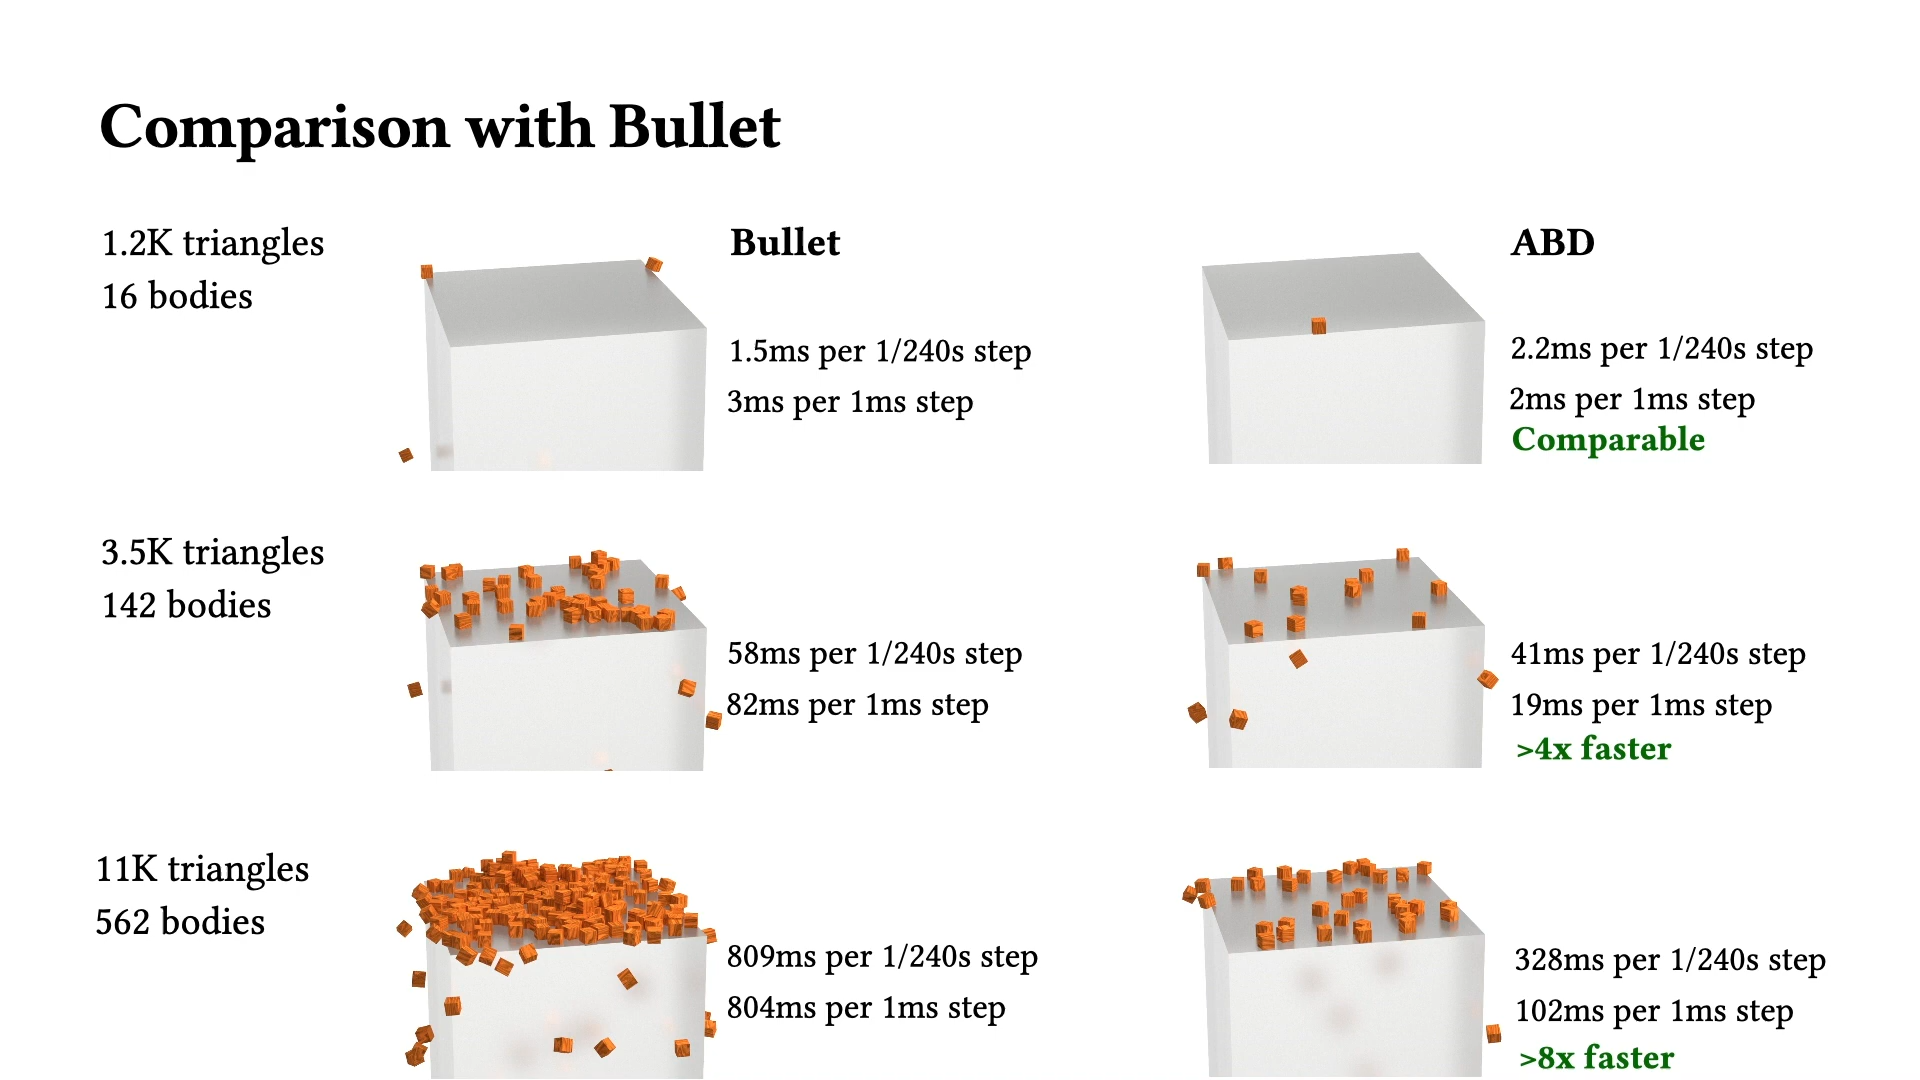 Comparison with Bullet
1.2K triangles
16 bodies
Bullet
1.5ms per 1/240s step
3ms per 1ms step
ABD
2.2ms per 1/240s step
2ms per 1ms step
Comparable
3.5K triangles
142 bodies
58ms per 1/240s step
82ms per 1ms step
41ms per 1/240s step
19ms per 1ms step
>4x faster
11K triangles
562 bodies
809ms per 1/240s step
804ms per 1ms step
328ms per 1/240s step
102ms per 1ms step
>8x faster